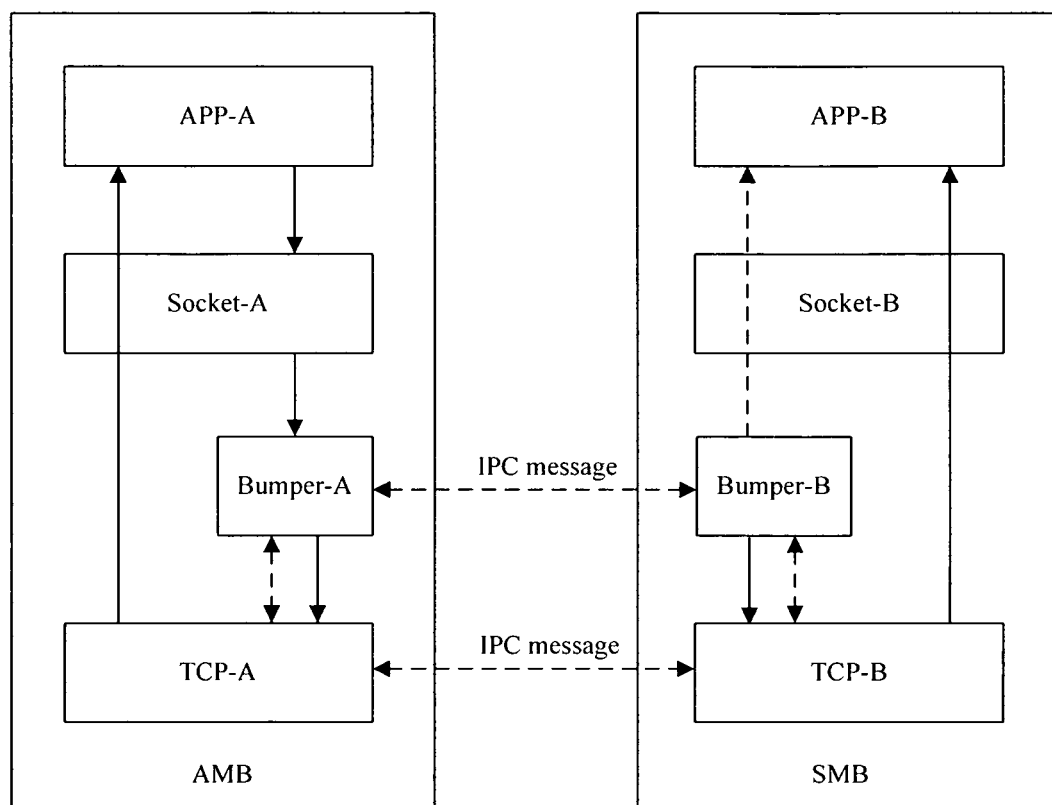 APP-A
APP-B
Socket-A
Socket-B
IPC message
Bumper-A
Bumper-B
IPC message
TCP-A
TCP-B
AMB
SMB